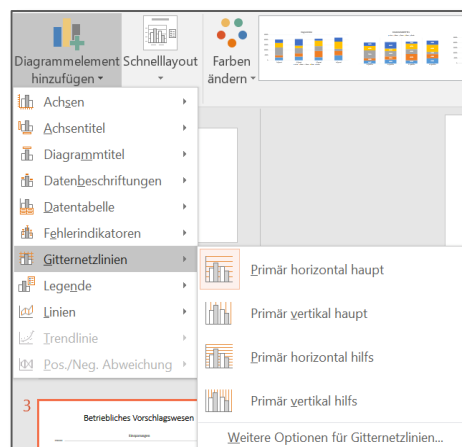 Diagrammelement Schnelllayout Farben
hinzufügen ändern
Achsen
Achsentitel
Diagrammtitel
Datenbeschriftungen
Datentabelle
Fehlerindikatoren
Gitternetzlinien
Legende
Linien
Trendlinie
Pos./Neg. Abweichung
Primär horizontal haupt
Primär vertikal haupt
Primär horizontal hilfs
Primär vertikal hilfs
Weitere Optionen für Gitternetzlinien...
3
Betriebliches Vorschlagswesen